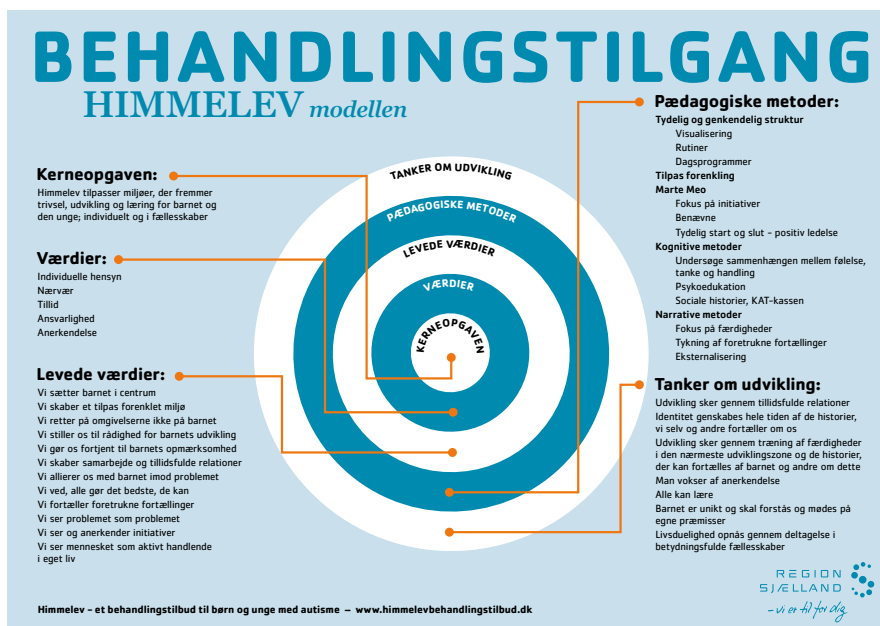 BEHANDLINGSTILGANG
HIMMELEV modellen
Kerneopgaven:
Himmelev tilpasser miljøer, der fremmer
trivsel, udvikling og læring for barnet og
den unge; individuelt og i fællesskaber
Værdier:
Individuelle hensyn
Nærvær
Tillid
Ansvarlighed
Anerkendelse
Levede værdier:
Vi sætter barnet i centrum
Vi skaber et tilpas forenklet miljø
Vi retter på omgivelserne ikke på barnet
Vi stiller os til rådighed for barnets udvikling
Vi gør os fortjent til barnets opmærksomhed
Vi skaber samarbejde og tillidsfulde relationer
Vi allierer os med barnet imod problemet
Vi ved, alle gør det bedste, de kan
Vi fortæller foretrukne fortællinger
Vi ser problemet som problemet
Vi ser og anerkender initiativer
Vi ser mennesket som aktivt handlende
i eget liv
TANKER OM UDVIKLING
PÆDAGOGISKE METODER
LEVEDE VÆRDIER
VÆRDIER
KERNEOPGAVEN
Pædagogiske metoder:
Tydelig og genkendelig struktur
Visualisering
Rutiner
Dagsprogrammer
Tilpas forenkling
Marte Meo
Fokus på initiativer
Benævne
Tydelig start og slut – positiv ledelse
Kognitive metoder
Undersøge sammenhængen mellem følelse,
tanke og handling
Psykoedukation
Sociale historier, KAT-kassen
Narrative metoder
Fokus på færdigheder
Tykning af foretrukne fortællinger
Eksternalisering
Tanker om udvikling:
Udvikling sker gennem tillidsfulde relationer
Identitet genskabes hele tiden af de historier,
vi selv og andre fortæller om os
Udvikling sker gennem træning af færdigheder
i den nærmeste udviklingszone og de historier,
der kan fortælles af barnet og andre om dette
Man vokser af anerkendelse
Alle kan lære
Barnet er unikt og skal forstås og mødes på
egne præmisser
Livsduelighed opnås gennem deltagelse i
betydningsfulde fællesskaber
Himmelev – et behandlingstilbud til børn og unge med autisme – www.himmelevbehandlingstilbud.dk
REGION
SJÆLLAND
– vi er til for dig